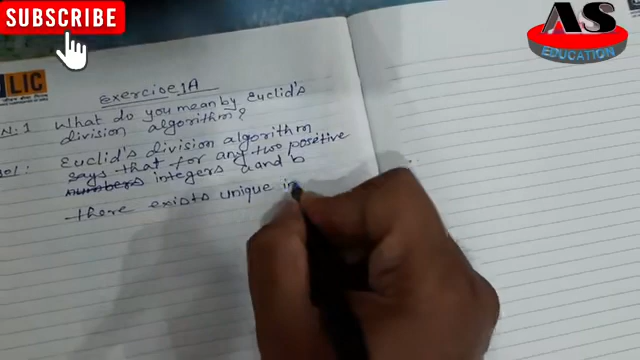 SUBSCRIBE
AS
EDUCATION
LIC
Exercise 1A
N.1 What do you mean by Euclid's
division algorithm?
Sol: Euclid's division algorithm
says that for any two positive
numbers integers a and b
there exists unique in